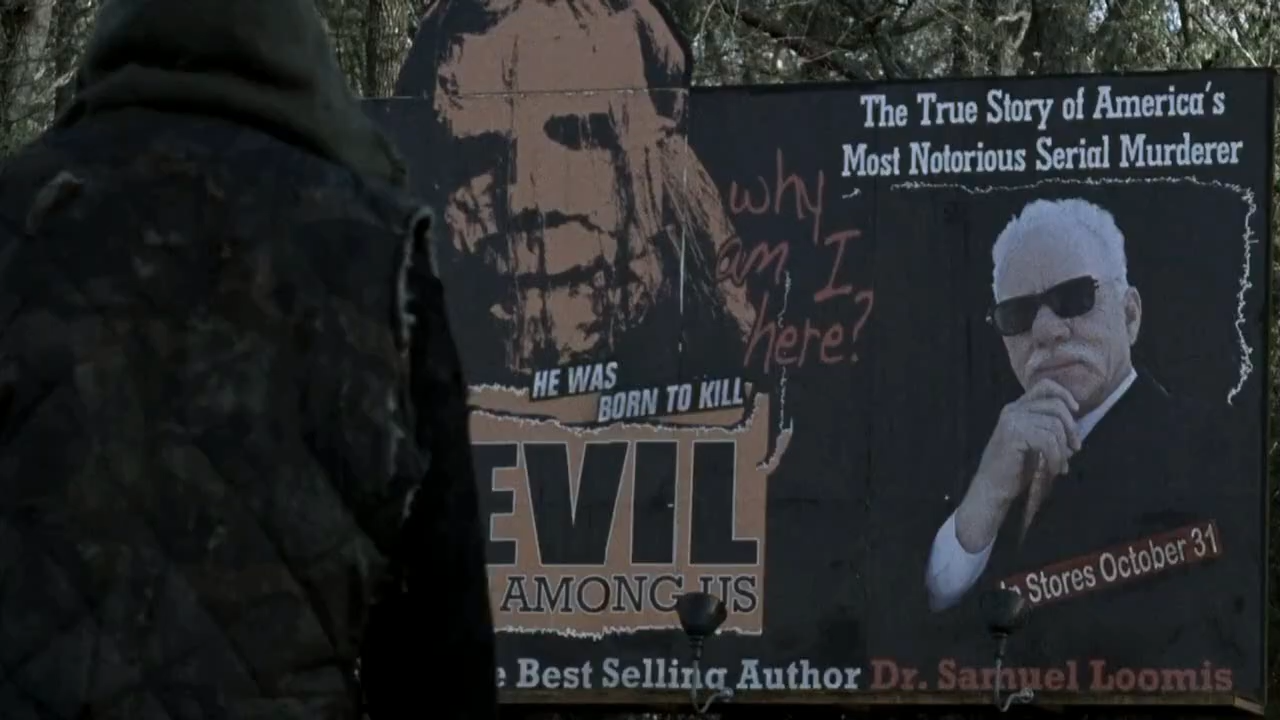 The True Story of America's
Most Notorious Serial Murderer
why
am I
here?
HE WAS
BORN TO KILL
EVIL
AMONG US
Stores October 31
Best Selling Author Dr. Samuel Loomis